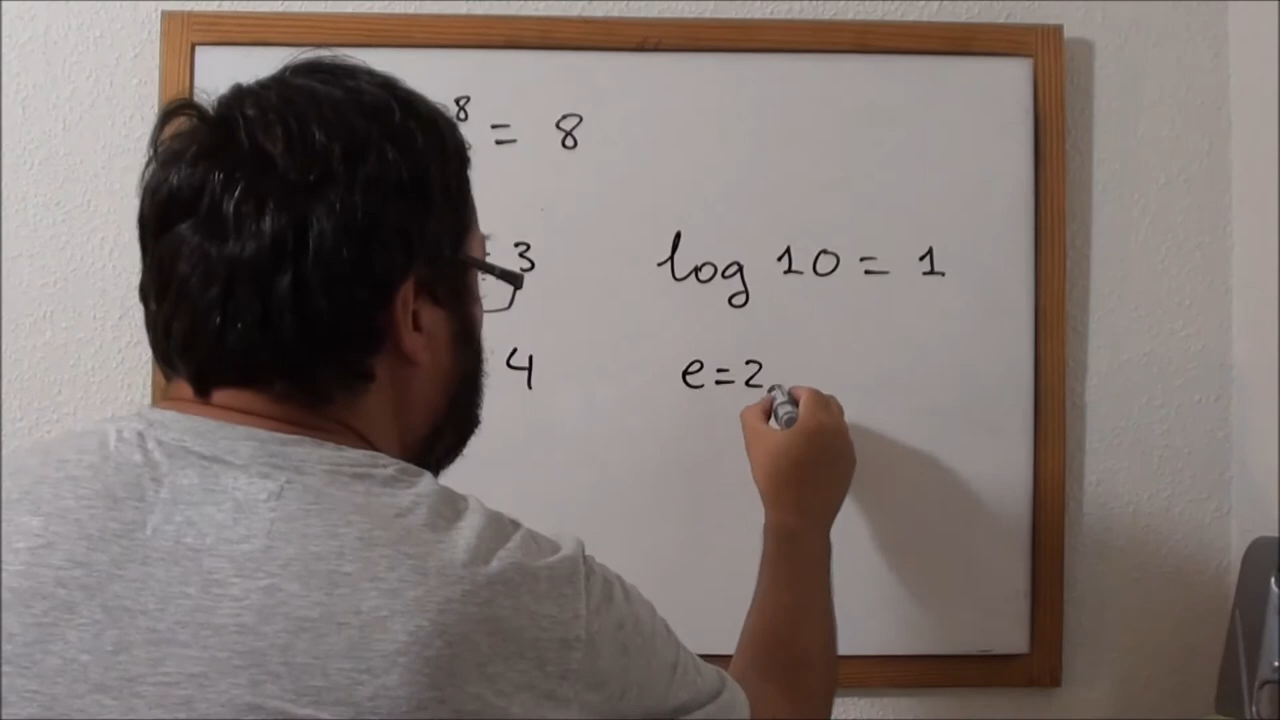 8 = 8
3
log 10 = 1
4
e=2